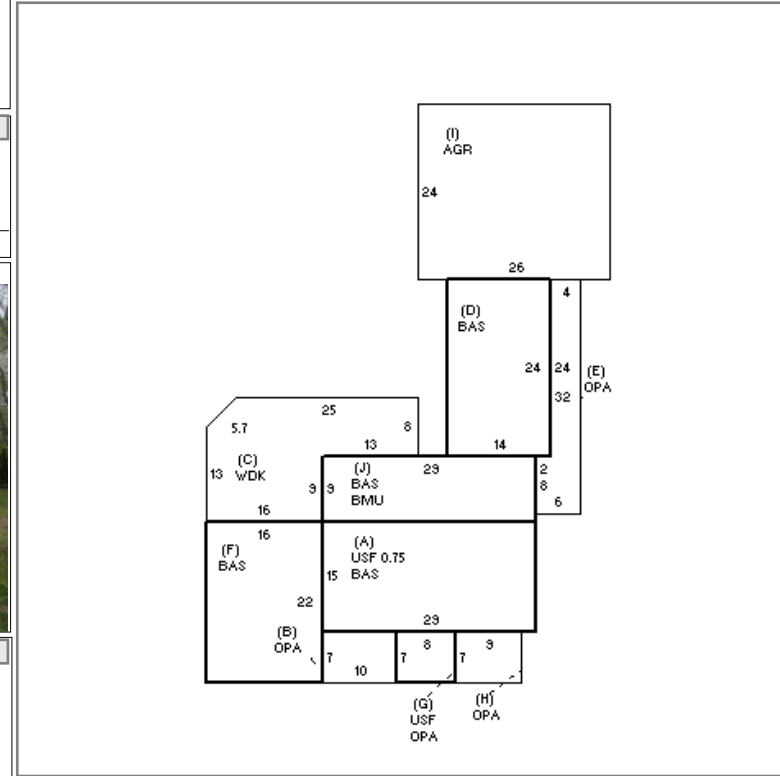 (I)
AGR
24
26
4
(D)
BAS
24
24
(E)
OPA
32
25
5.7
8
13
14
(C)
WDK
13
9
9
(J)
BAS
BMU
29
2
8
6
16
16
(F)
BAS
(A)
USF 0.75
BAS
15
22
29
(B)
OPA
7
10
8
7
9
7
(G)
USF
OPA
(H)
OPA